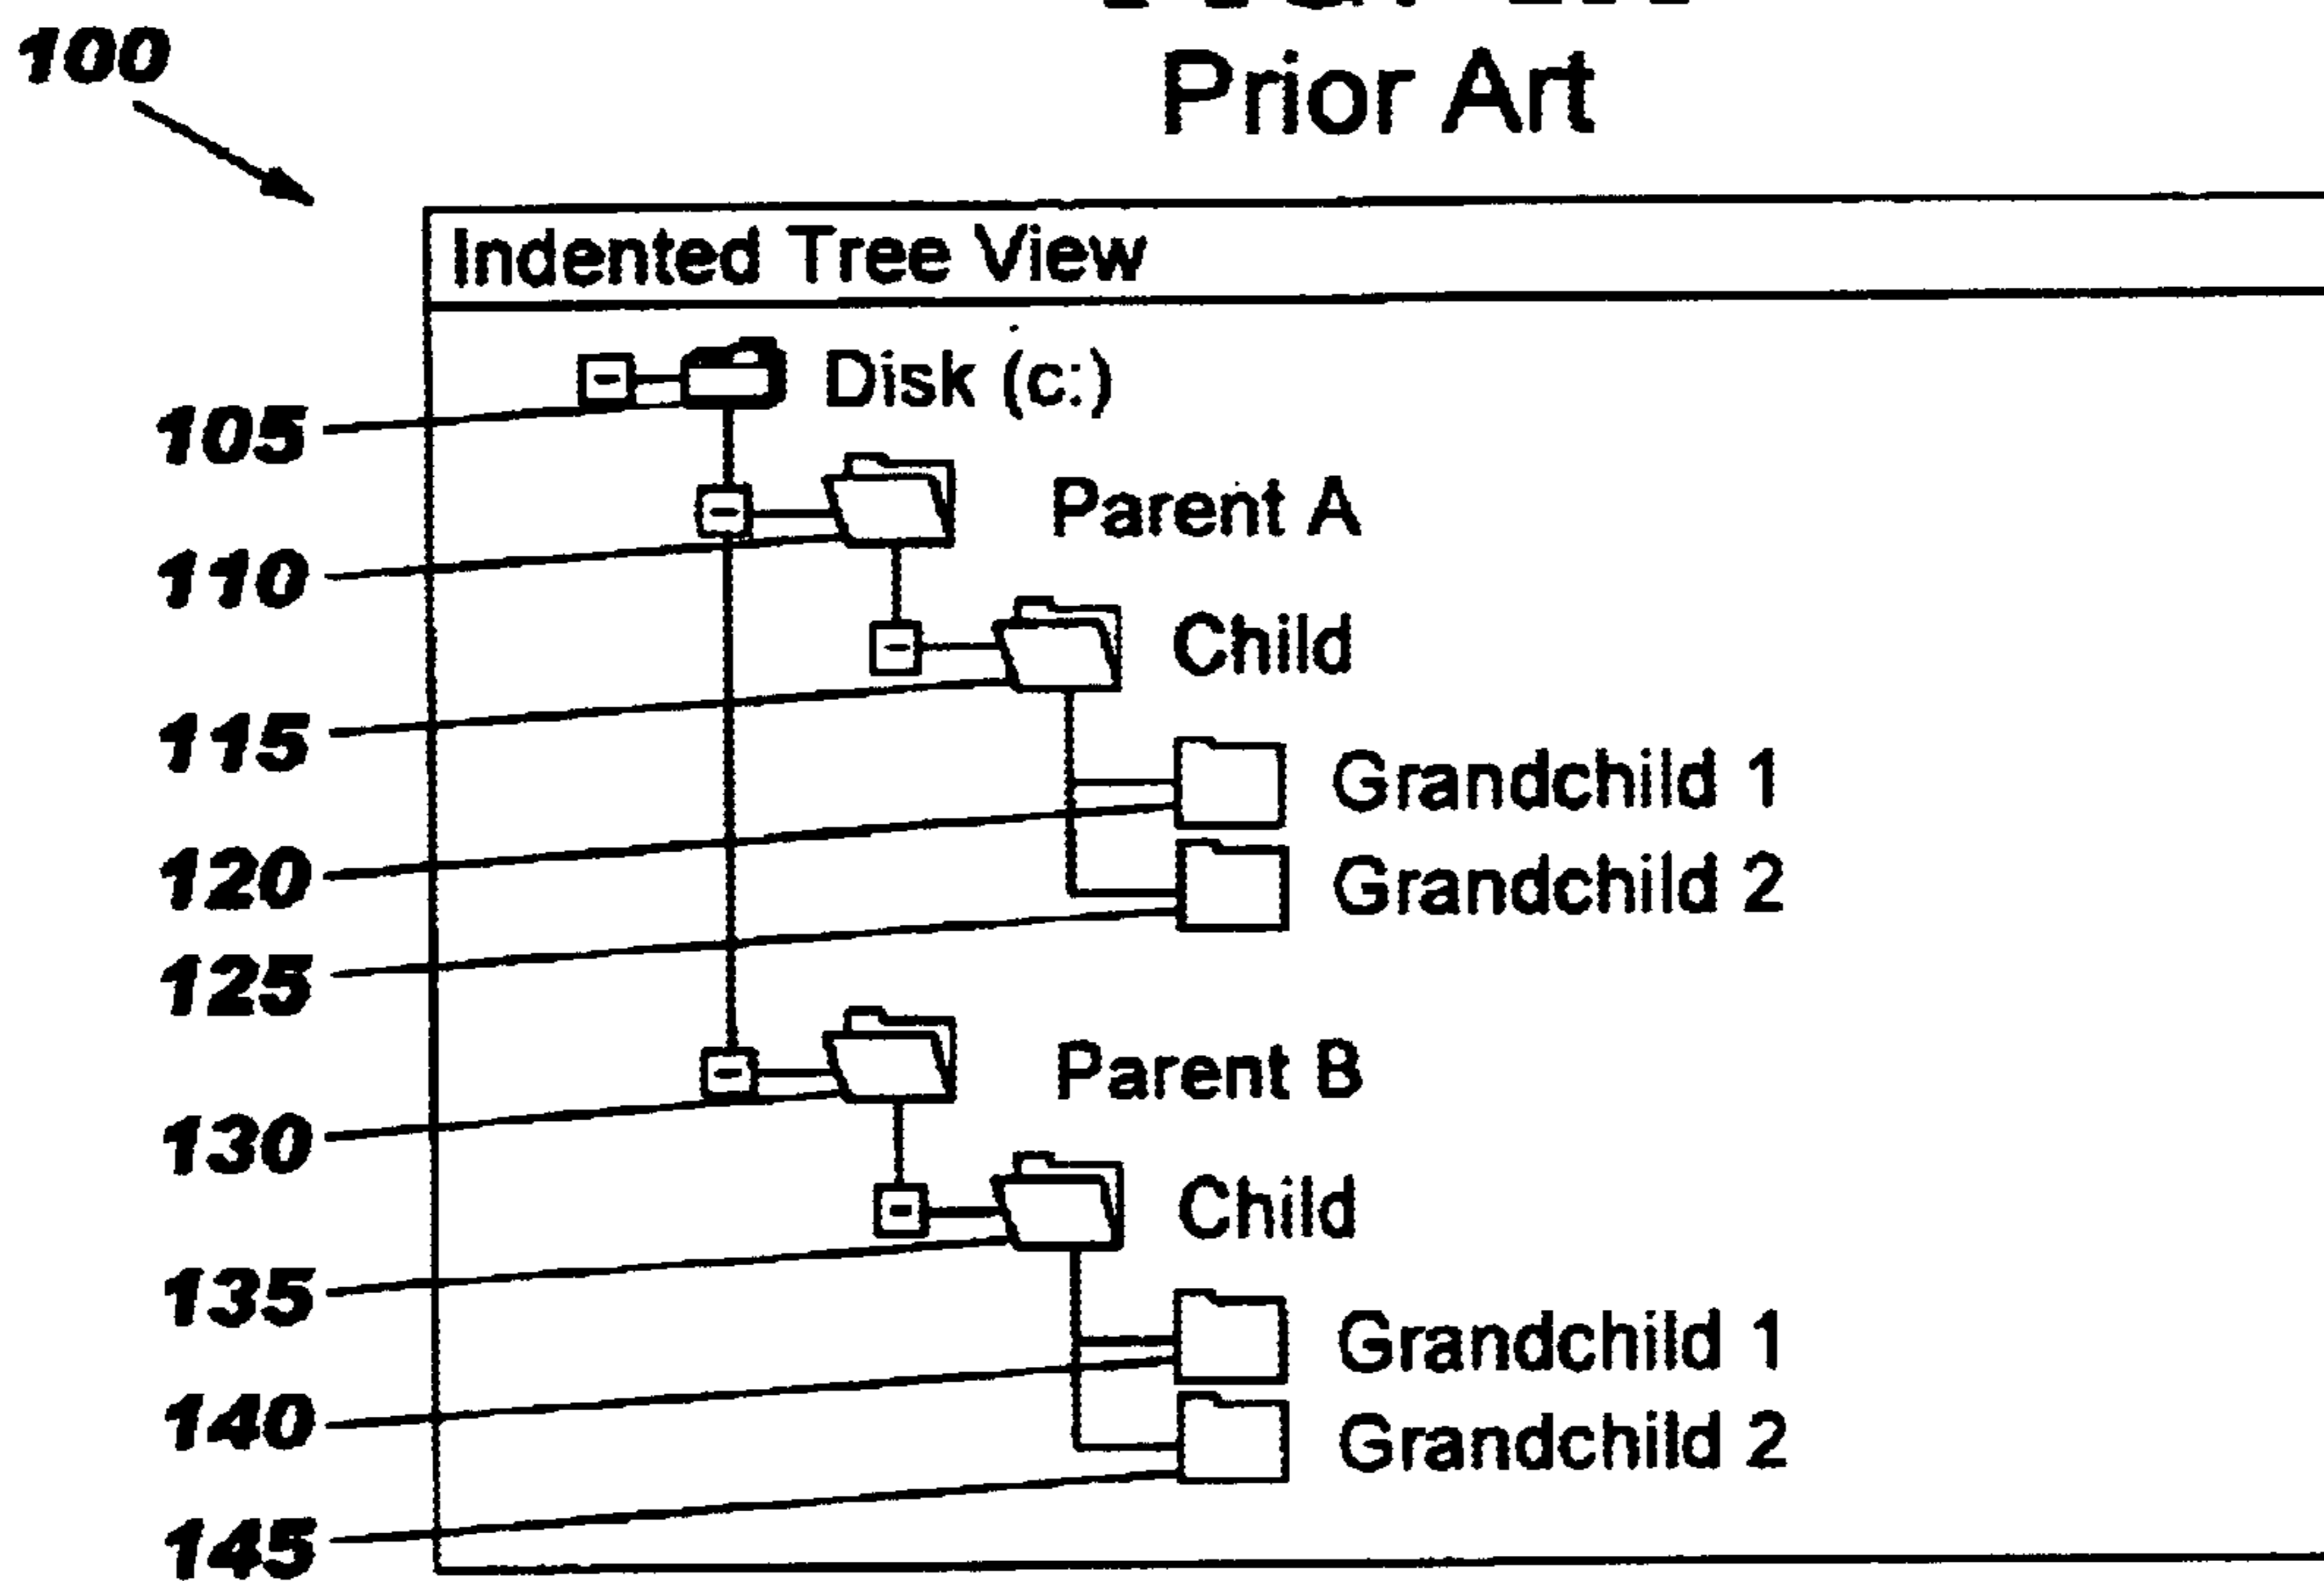 100
Prior Art
Indented Tree View
Disk (c:)
105
Parent A
110
Child
115
Grandchild 1
120
Grandchild 2
125
Parent B
130
Child
135
Grandchild 1
140
Grandchild 2
145